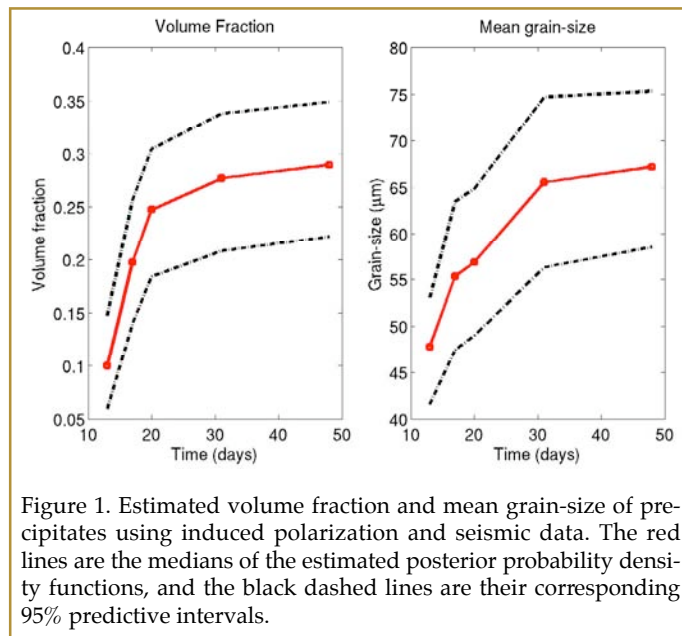 Volume Fraction
0.4
0.35
0.3
0.25
0.2
0.15
0.1
0.05
Volume fraction
10 20 30 40 50
Time (days)
Mean grain-size
80
75
70
65
60
55
50
45
40
Grain-size (μm)
10 20 30 40 50
Time (days)
Figure 1. Estimated volume fraction and mean grain-size of pre-
cipitates using induced polarization and seismic data. The red
lines are the medians of the estimated posterior probability densi-
ty functions, and the black dashed lines are their corresponding
95% predictive intervals.